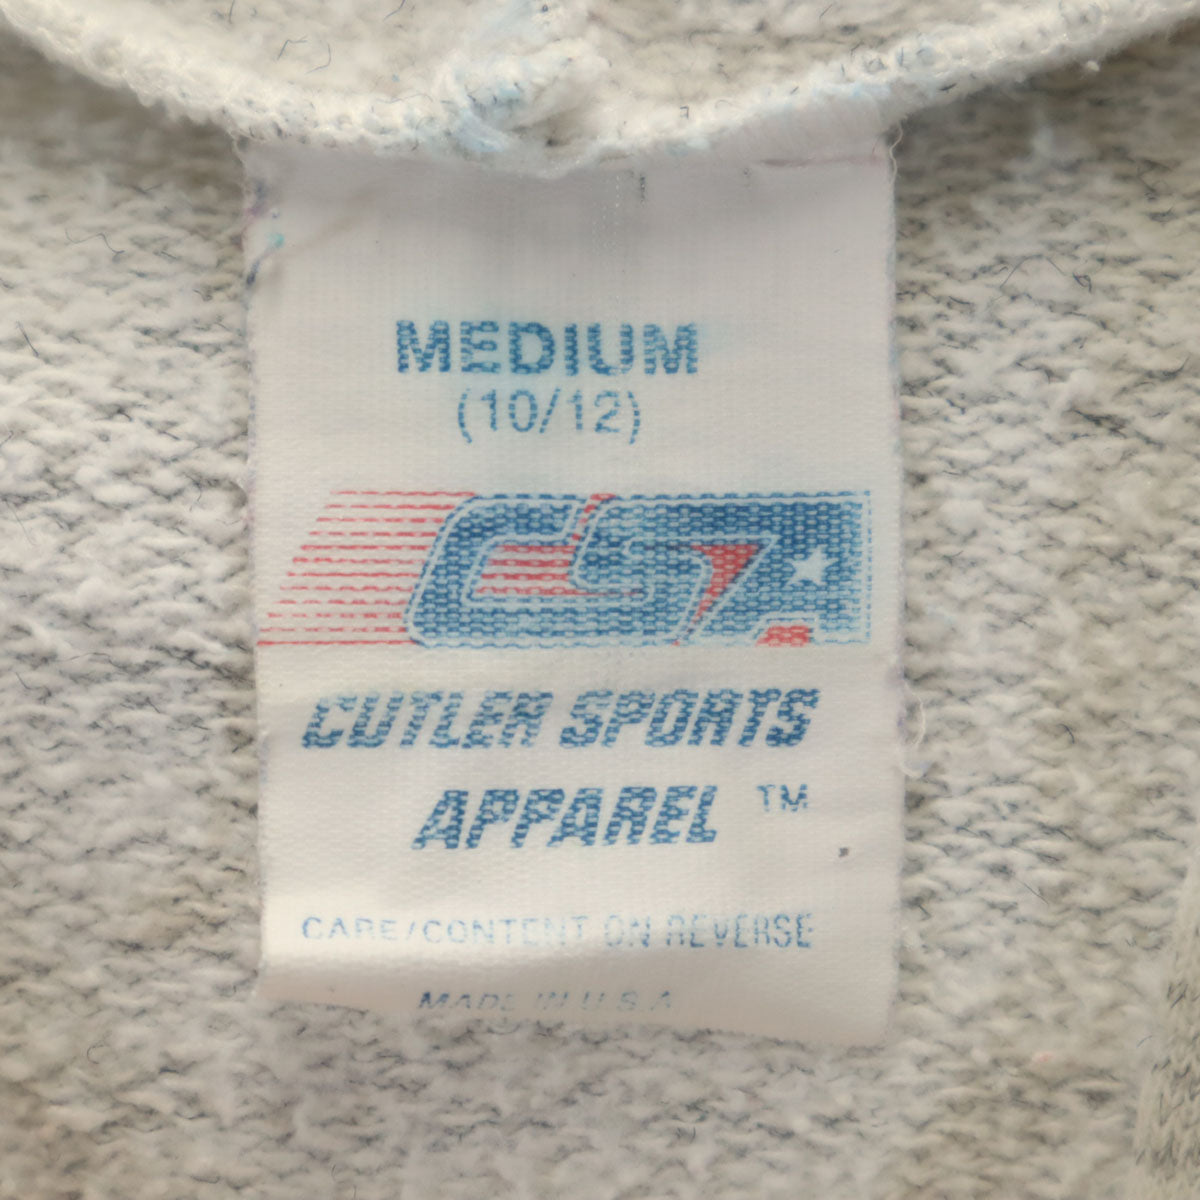 MEDIUM
(10/12)
CSA
CUTLER SPORTS
APPAREL ™
CARE/CONTENT ON REVERSE
MADE IN U.S.A